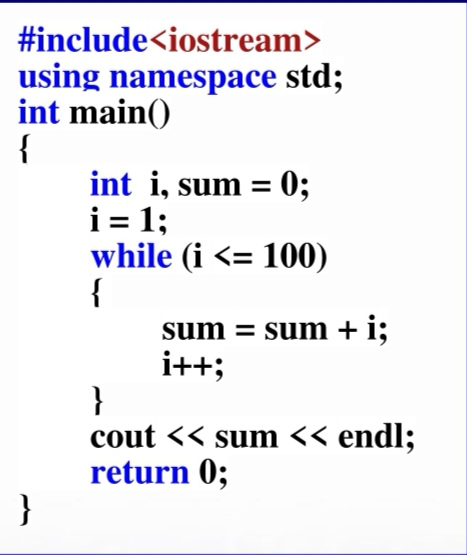 #include<iostream>
using namespace std;
int main()
{
int  i, sum = 0;
i = 1;
while (i <= 100)
{
sum = sum + i;
i++;
}
cout << sum << endl;
return 0;
}